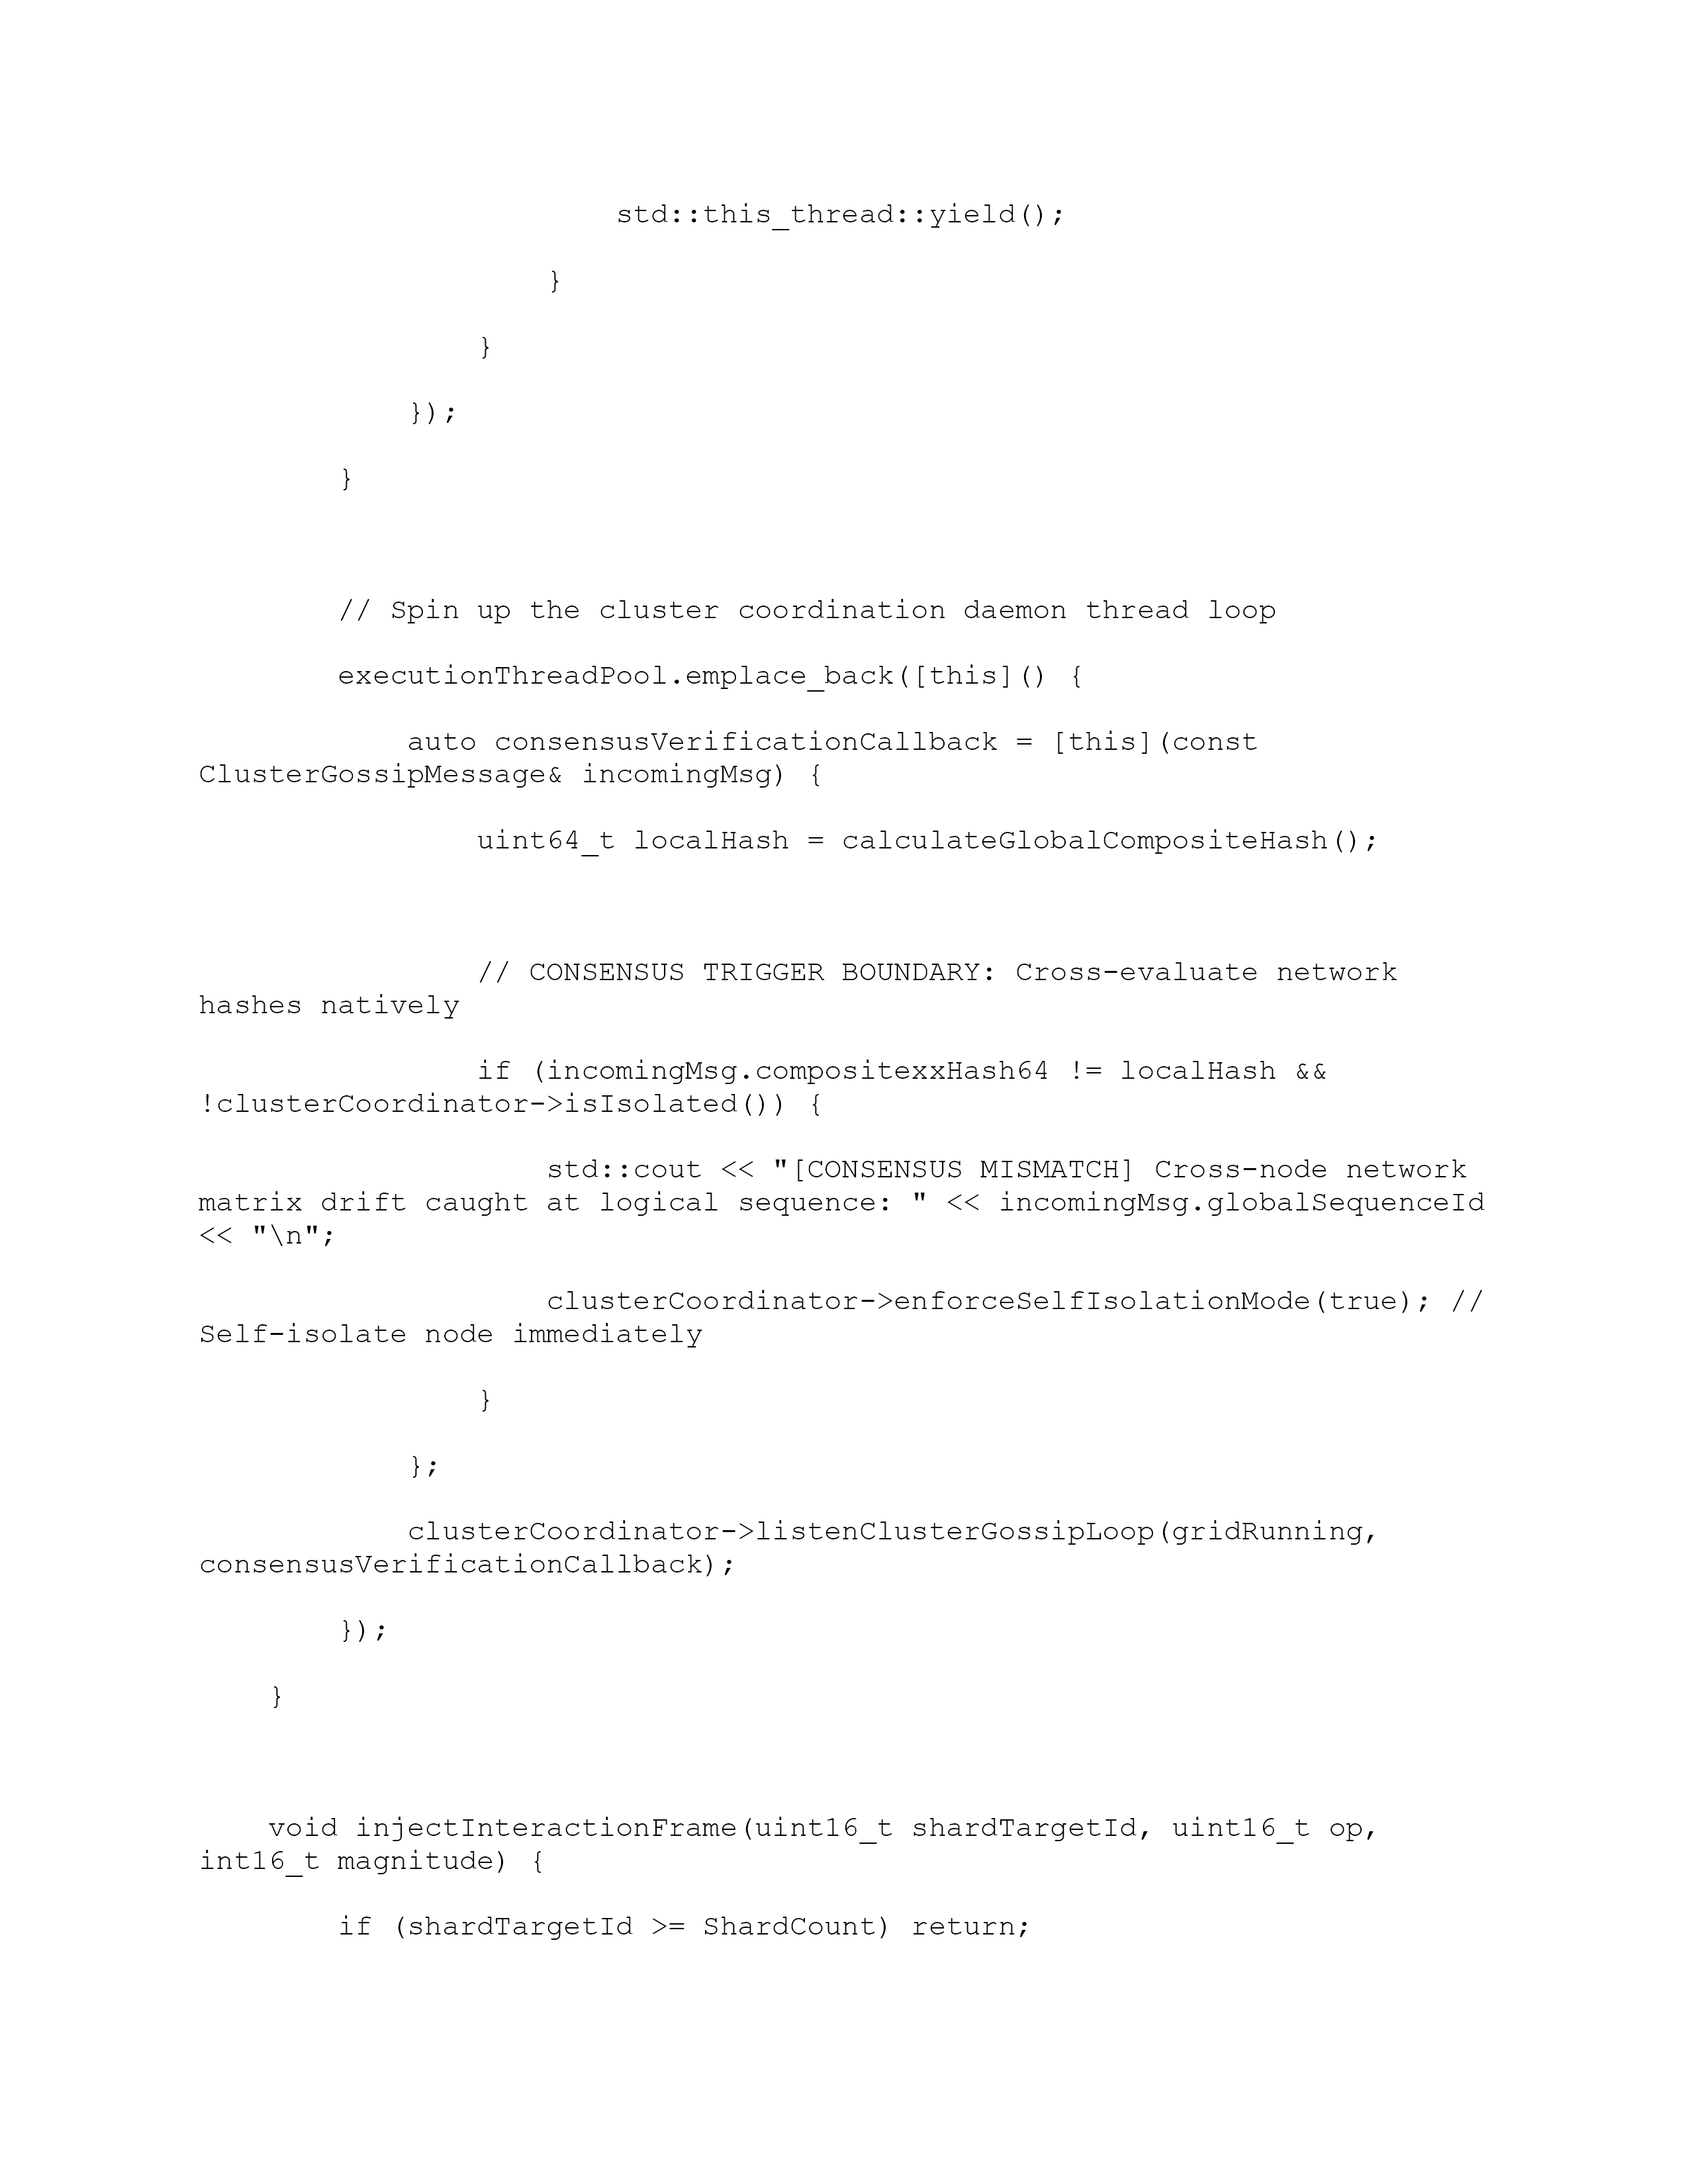 std::this_thread::yield();
}
}
});
}
// Spin up the cluster coordination daemon thread loop
executionThreadPool.emplace_back([this]() {
auto consensusVerificationCallback = [this](const
ClusterGossipMessage& incomingMsg) {
uint64_t localHash = calculateGlobalCompositeHash();
// CONSENSUS TRIGGER BOUNDARY: Cross-evaluate network
hashes natively
if (incomingMsg.compositexxHash64 != localHash &&
!clusterCoordinator->isIsolated()) {
std::cout << "[CONSENSUS MISMATCH] Cross-node network
matrix drift caught at logical sequence: " << incomingMsg.globalSequenceId
<< "\n";
clusterCoordinator->enforceSelfIsolationMode(true); //
Self-isolate node immediately
}
};
clusterCoordinator->listenClusterGossipLoop(gridRunning,
consensusVerificationCallback);
});
}
void injectInteractionFrame(uint16_t shardTargetId, uint16_t op,
int16_t magnitude) {
if (shardTargetId >= ShardCount) return;